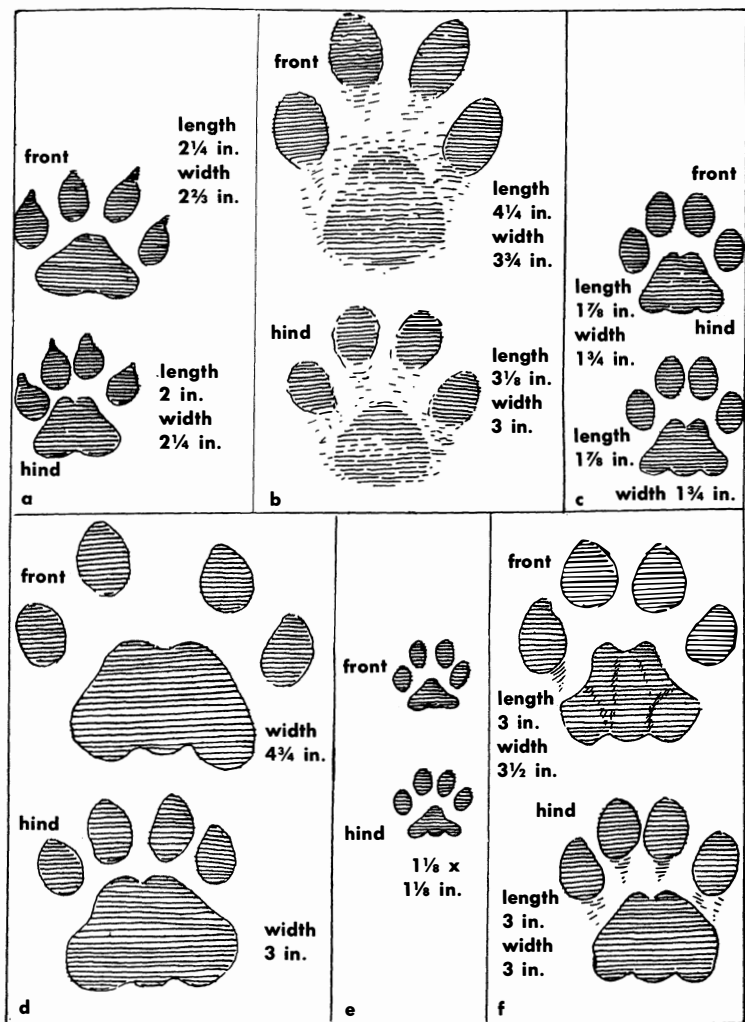 front
length
2¼ in.
width
2⅔ in.
length
2 in.
width
2¼ in.
hind
a
front
length
4¼ in.
width
3¾ in.
hind
length
3⅛ in.
width
3 in.
b
front
length
1⅞ in.
width
1¾ in.
hind
length
1⅞ in.
width 1¾ in.
c
front
width
4¾ in.
hind
width
3 in.
d
front
hind
1⅛ x
1⅛ in.
e
front
length
3 in.
width
3½ in.
hind
length
3 in.
width
3 in.
f